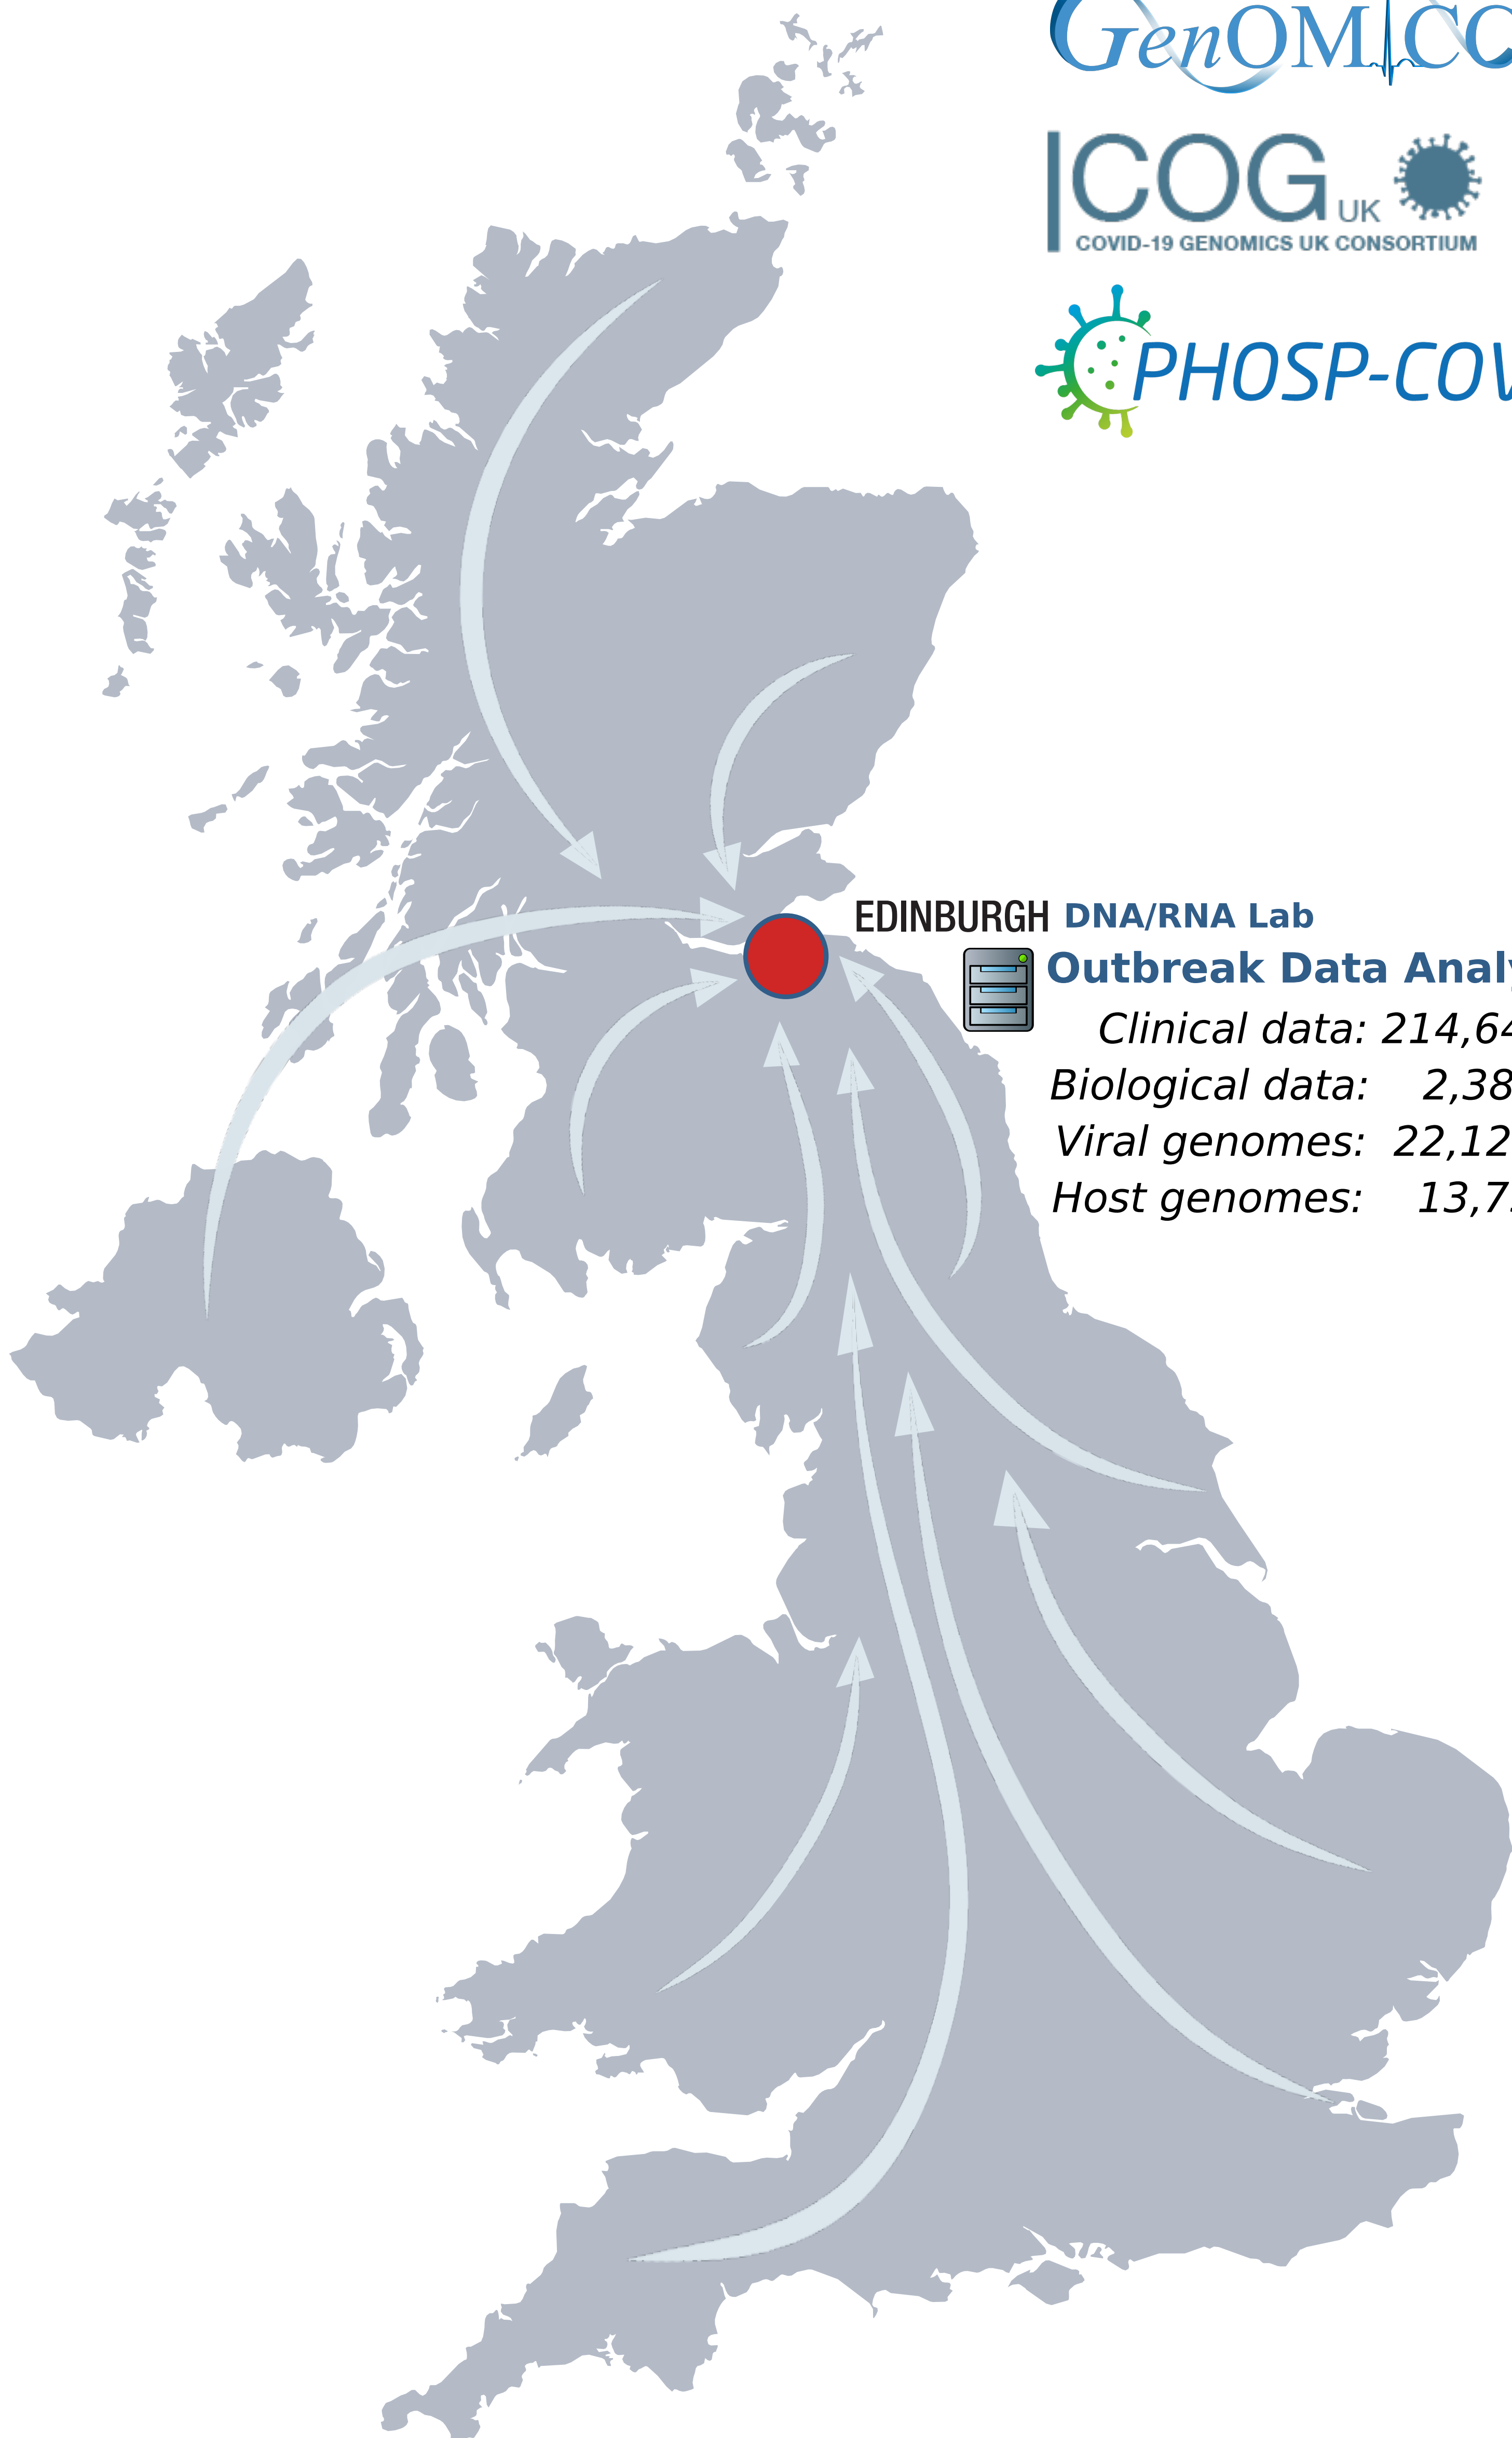 GenOMICC
COG UK
COVID-19 GENOMICS UK CONSORTIUM
PHOSP-COV
EDINBURGH DNA/RNA Lab
Outbreak Data Analy
Clinical data: 214,64
Biological data: 2,38
Viral genomes: 22,12
Host genomes: 13,7